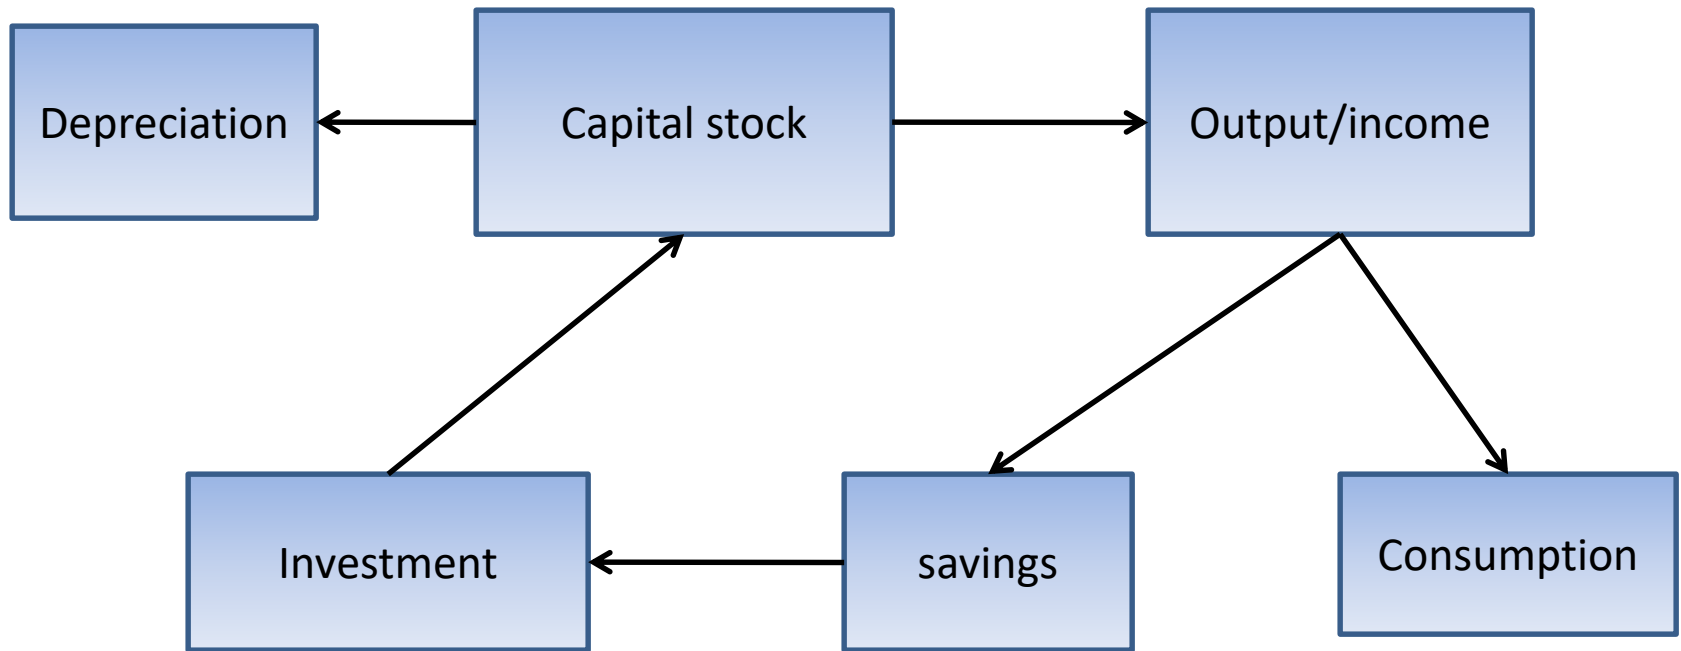 Depreciation
Capital stock
Output/income
Investment
savings
Consumption